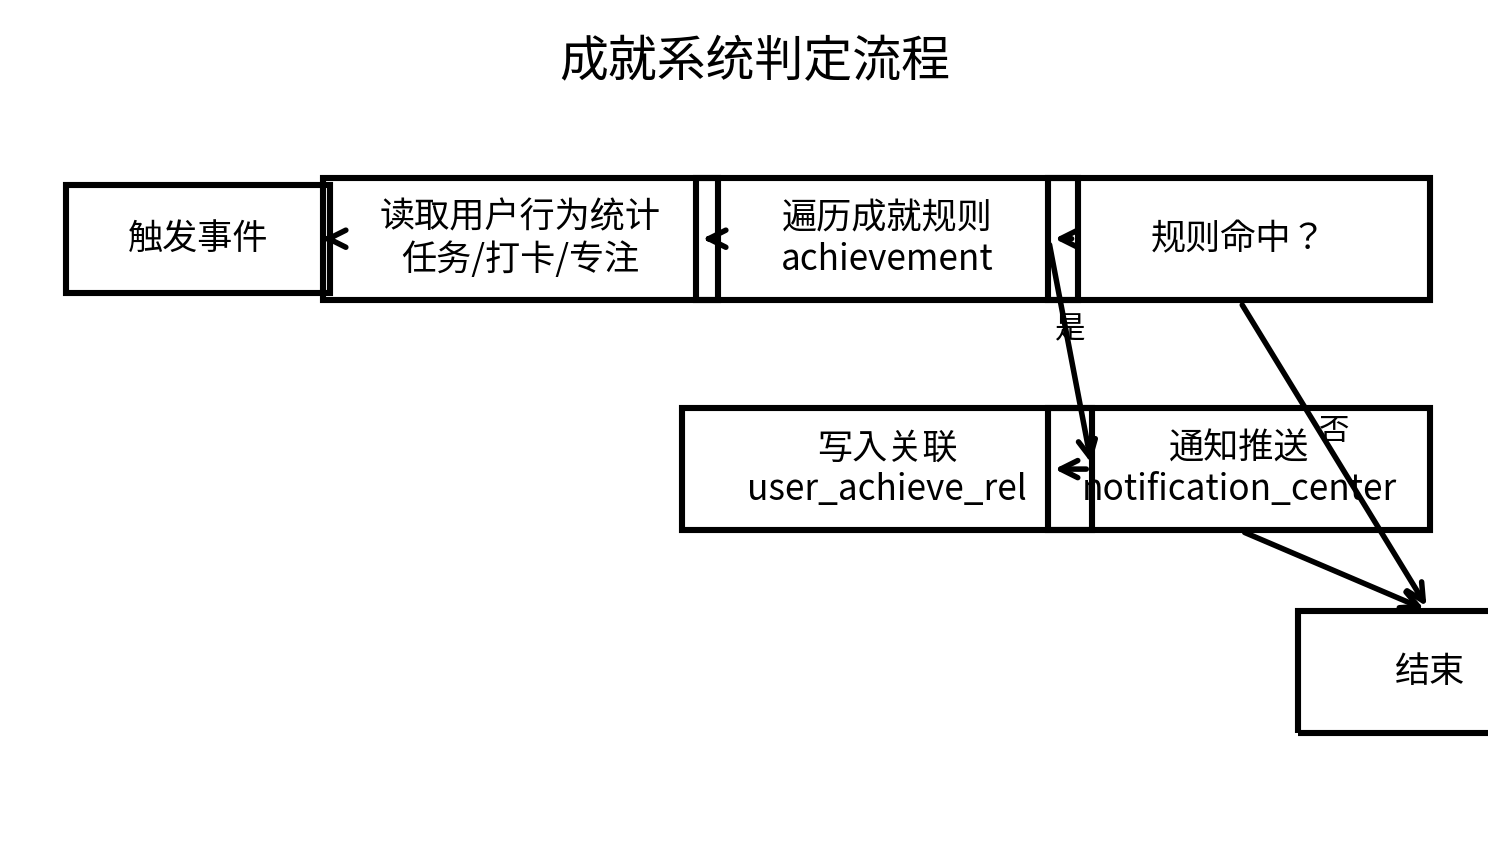 成就系统判定流程
触发事件
读取用户行为统计
任务/打卡/专注
遍历成就规则
achievement
规则命中？
是
否
写入关联
user_achieve_rel
通知推送
notification_center
结束